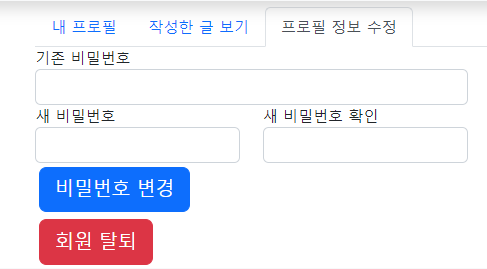 내 프로필 작성한 글 보기 프로필 정보 수정
기존 비밀번호
새 비밀번호 새 비밀번호 확인
비밀번호 변경
회원 탈퇴